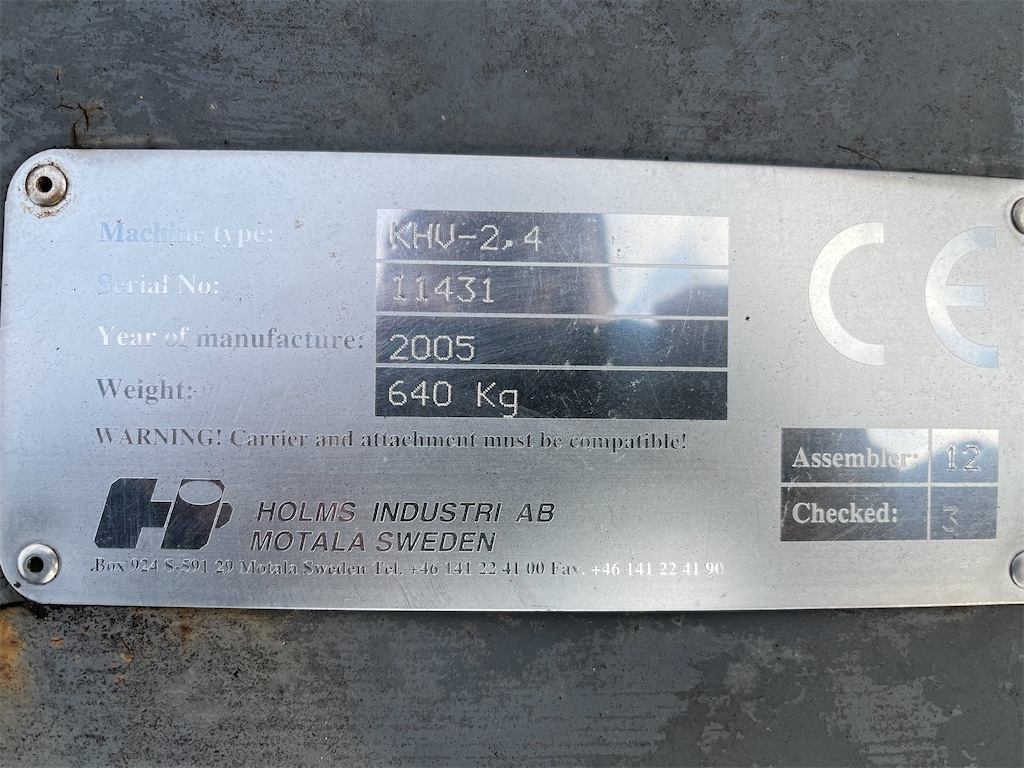 Machine type: KHV-2,4
Serial No: 11431
Year of manufacture: 2005
Weight: 640 Kg
WARNING! Carrier and attachment must be compatible!
CE
Assembler: 12
Checked: 3
Hi HOLMS INDUSTRI AB
MOTALA SWEDEN
Box 924 S-591 29 Motala Sweden Tel. +46 141 22 41 00 Fax. +46 141 22 41 90